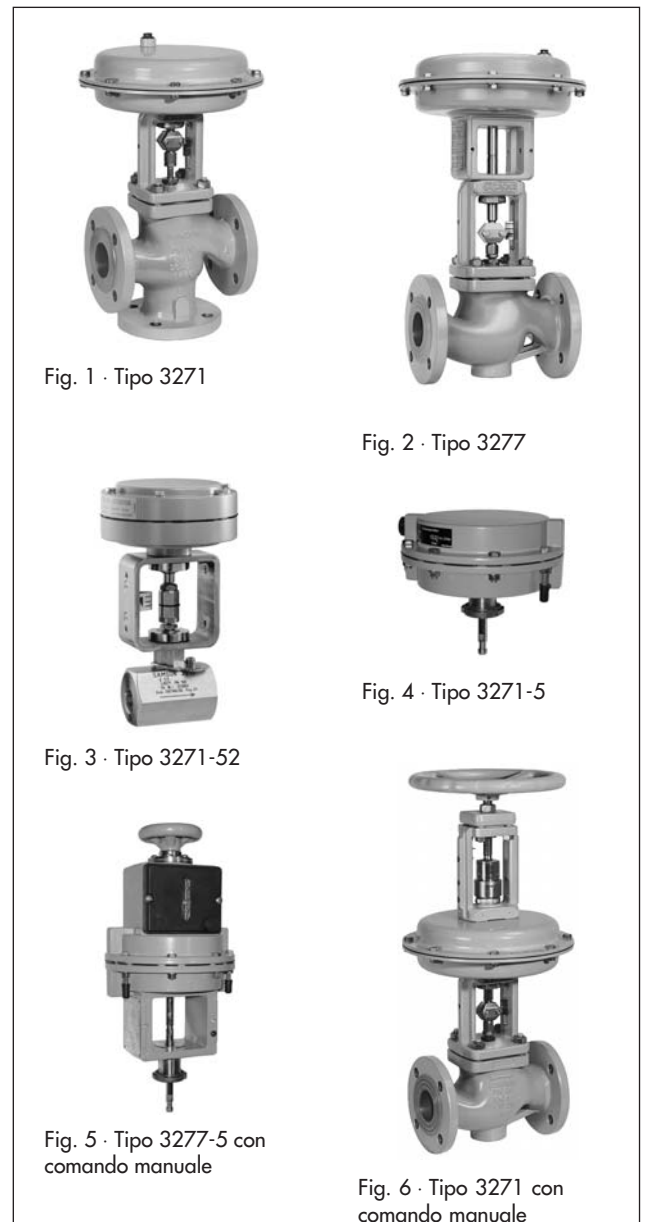 Fig. 1 · Tipo 3271
Fig. 2 · Tipo 3277
Fig. 3 · Tipo 3271-52
Fig. 4 · Tipo 3271-5
Fig. 5 · Tipo 3277-5 con
comando manuale
Fig. 6 · Tipo 3271 con
comando manuale